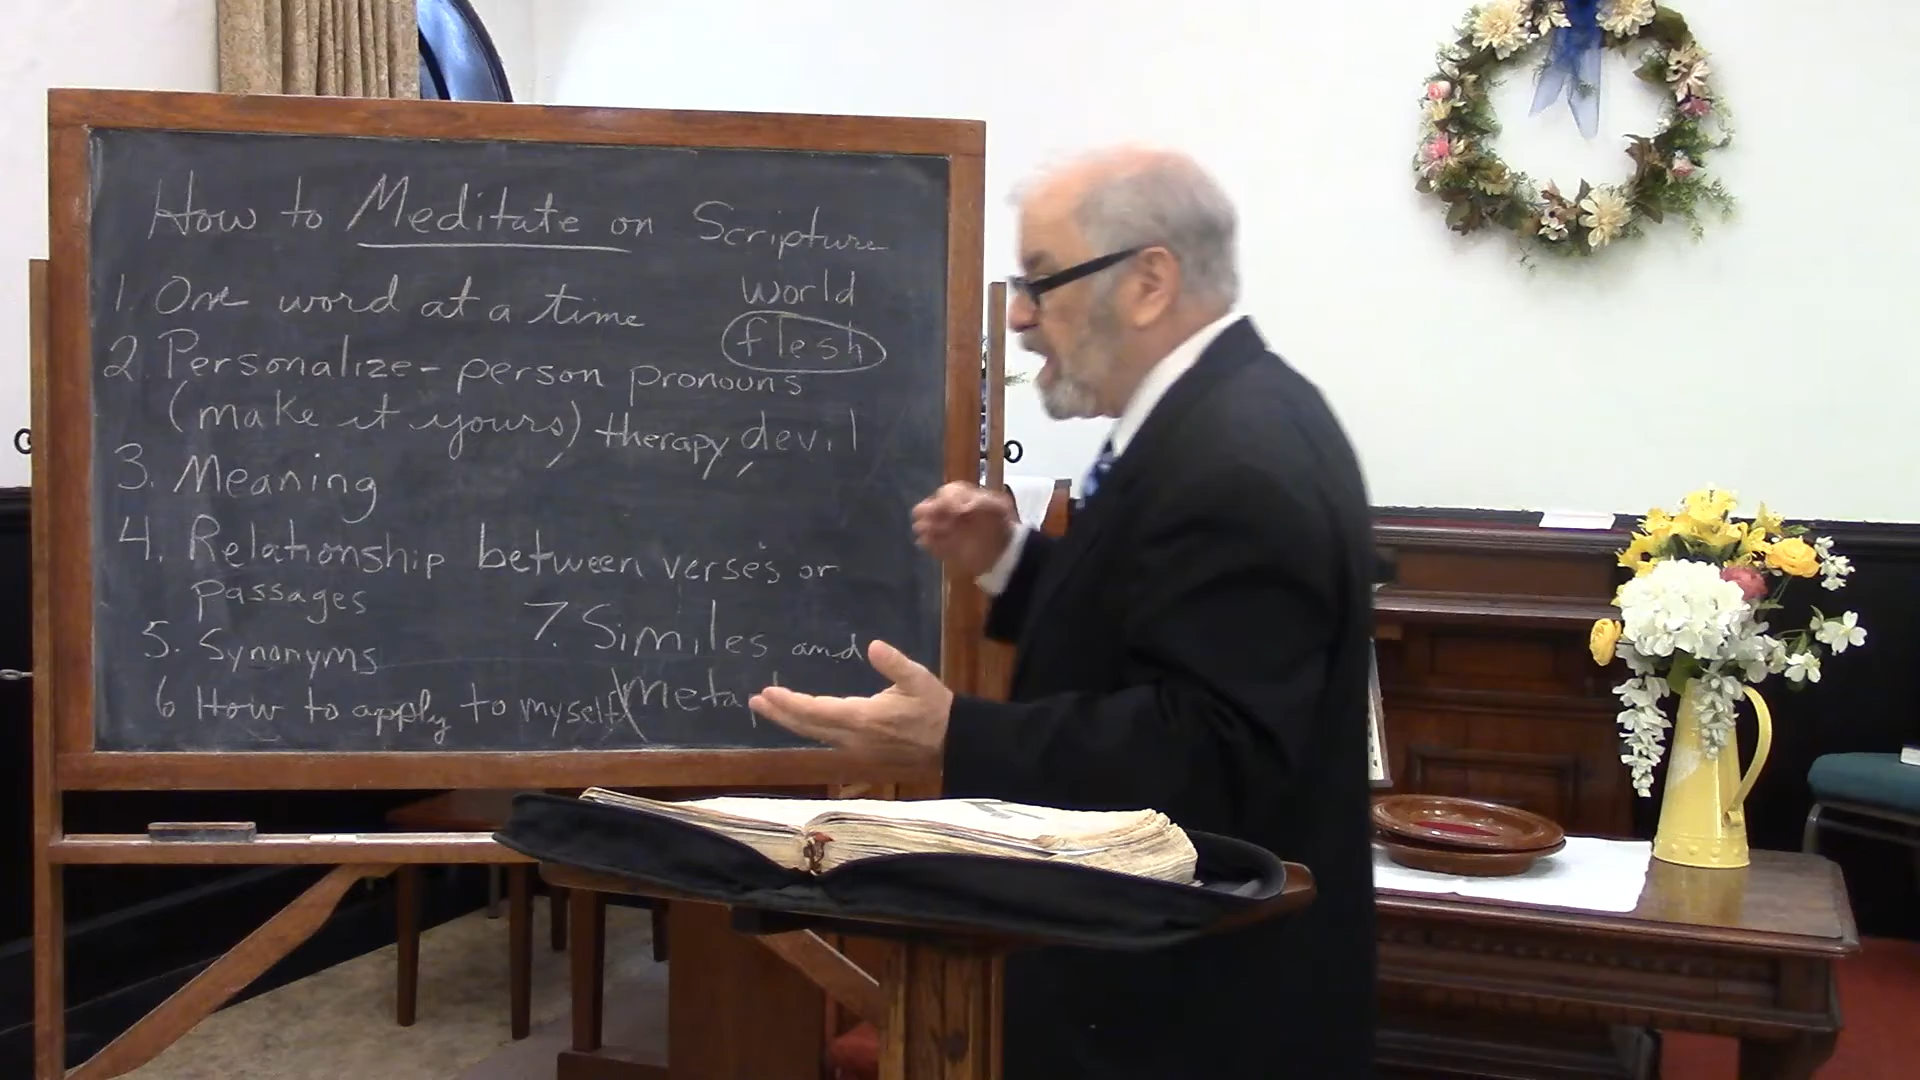 How to Meditate on Scripture
1. One word at a time
world
flesh
2. Personalize - person pronouns
(make it yours) therapy, devil
3. Meaning
4. Relationship between verses or
passages
5. Synonyms
6 How to apply to myself
7. Similes and